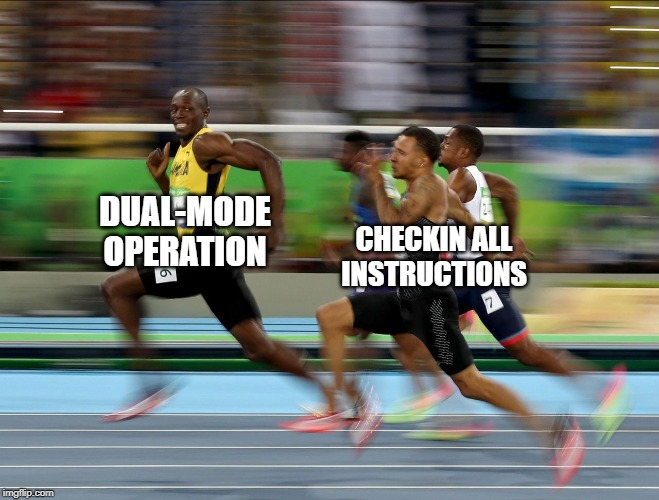 DUAL-MODE
OPERATION
CHECKIN ALL
INSTRUCTIONS
6
7
imgflip.com